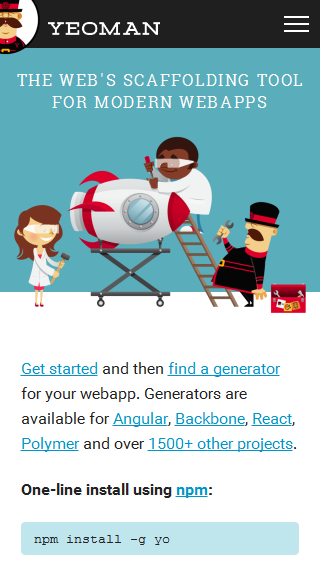 YEOMAN
THE WEB'S SCAFFOLDING TOOL
FOR MODERN WEBAPPS
Get started and then find a generator
for your webapp. Generators are
available for Angular, Backbone, React,
Polymer and over 1500+ other projects.
One-line install using npm:
npm install -g yo